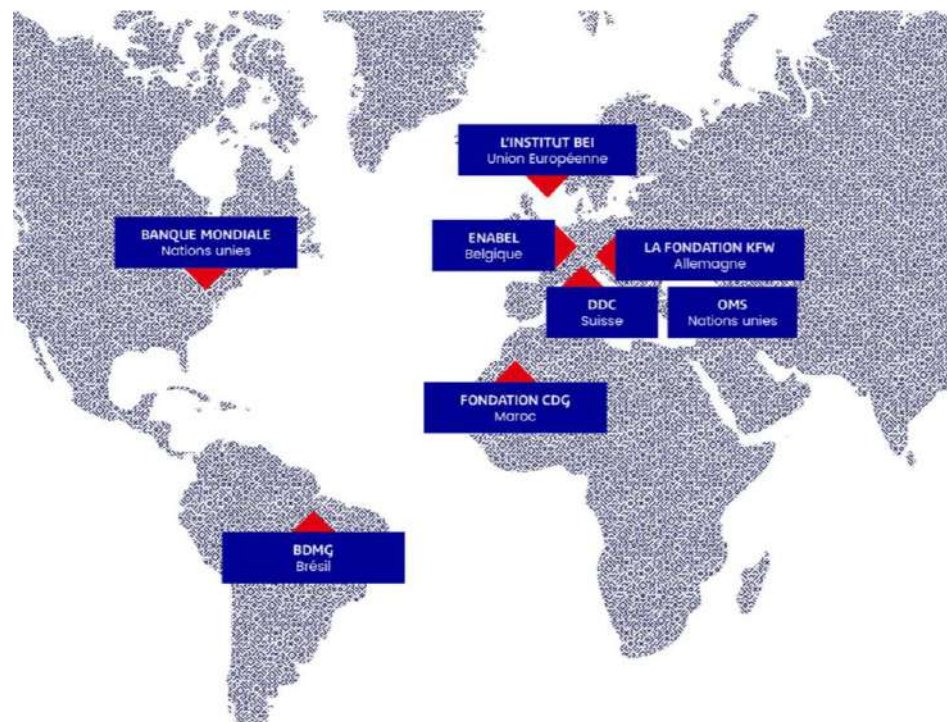 L'INSTITUT BEI
Union Européenne
BANQUE MONDIALE
Nations unies
ENABEL
Belgique
LA FONDATION KFW
Allemagne
DDC
Suisse
OMS
Nations unies
FONDATION CDG
Maroc
BDMG
Brésil